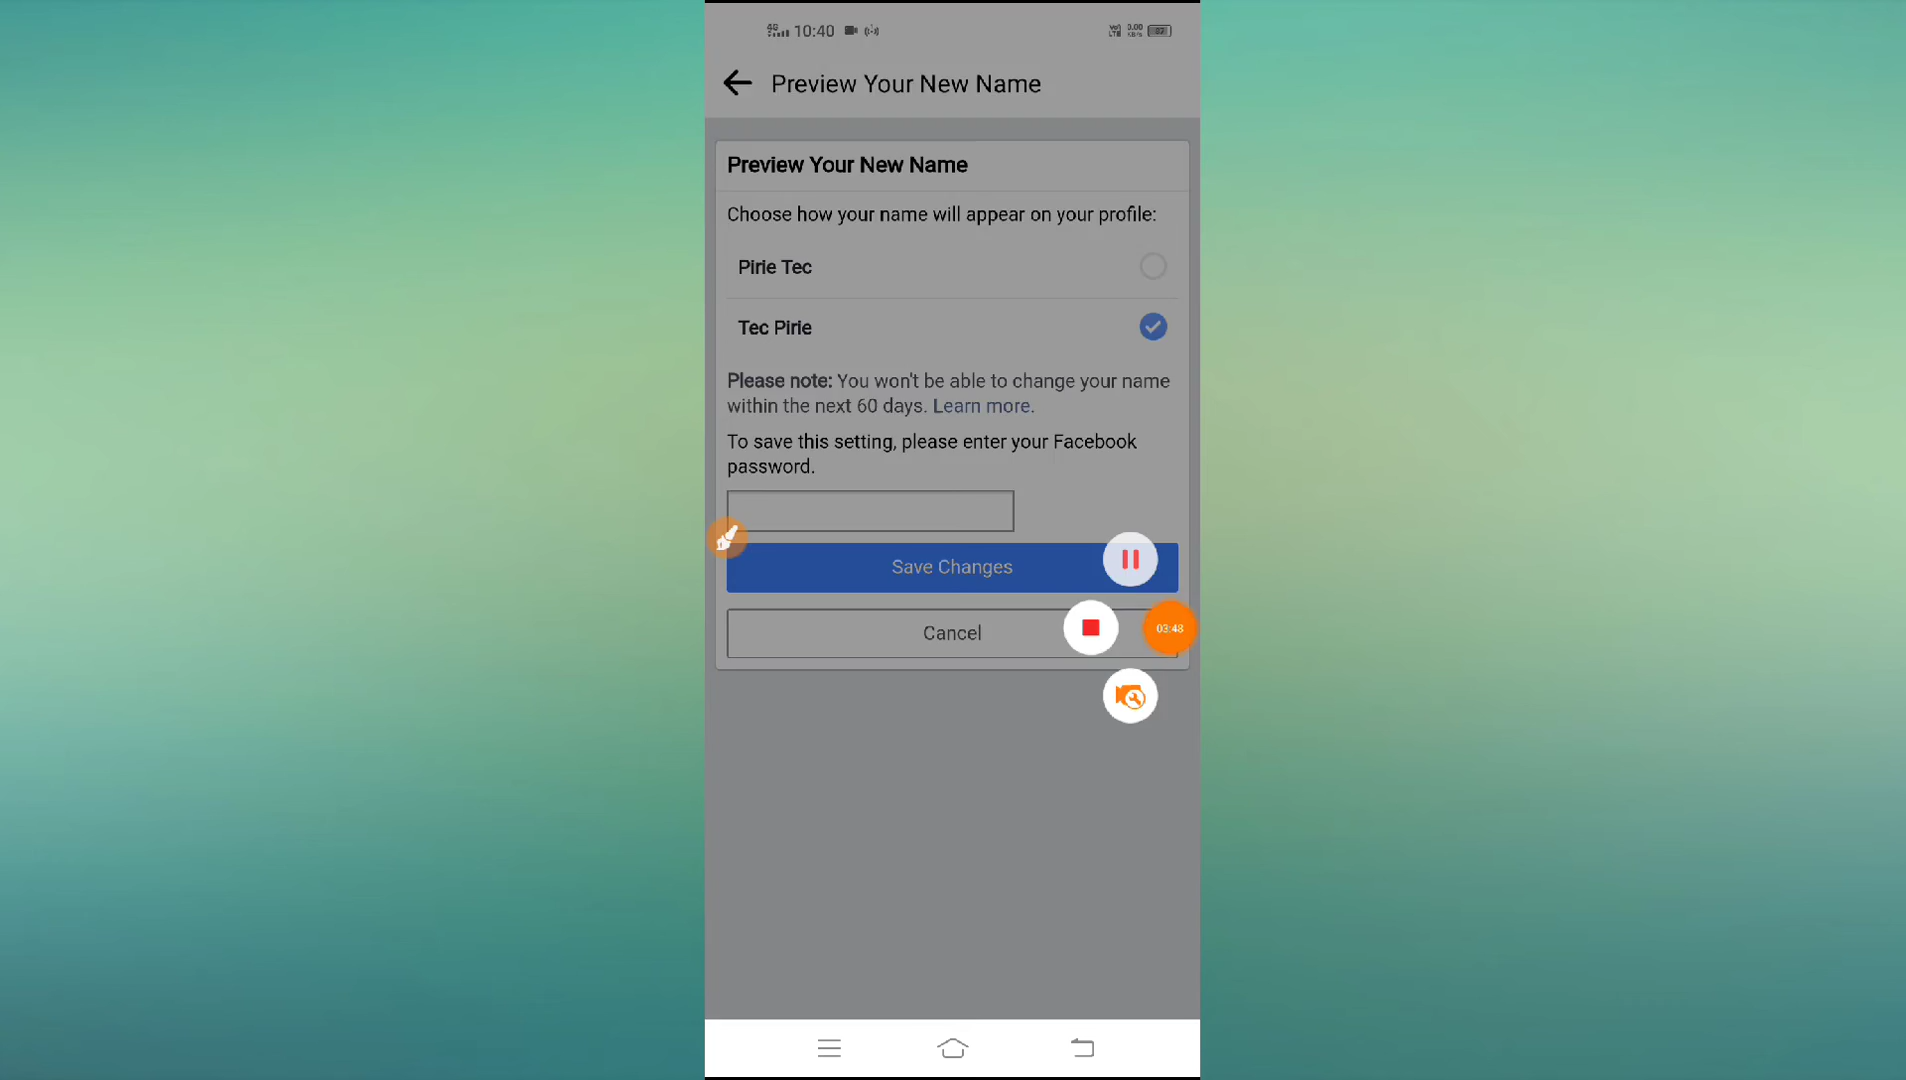 4G 10:40
Preview Your New Name
Preview Your New Name
Choose how your name will appear on your profile:
Pirie Tec
Tec Pirie
Please note: You won't be able to change your name
within the next 60 days. Learn more.
To save this setting, please enter your Facebook
password.
Save Changes
Cancel
03:48